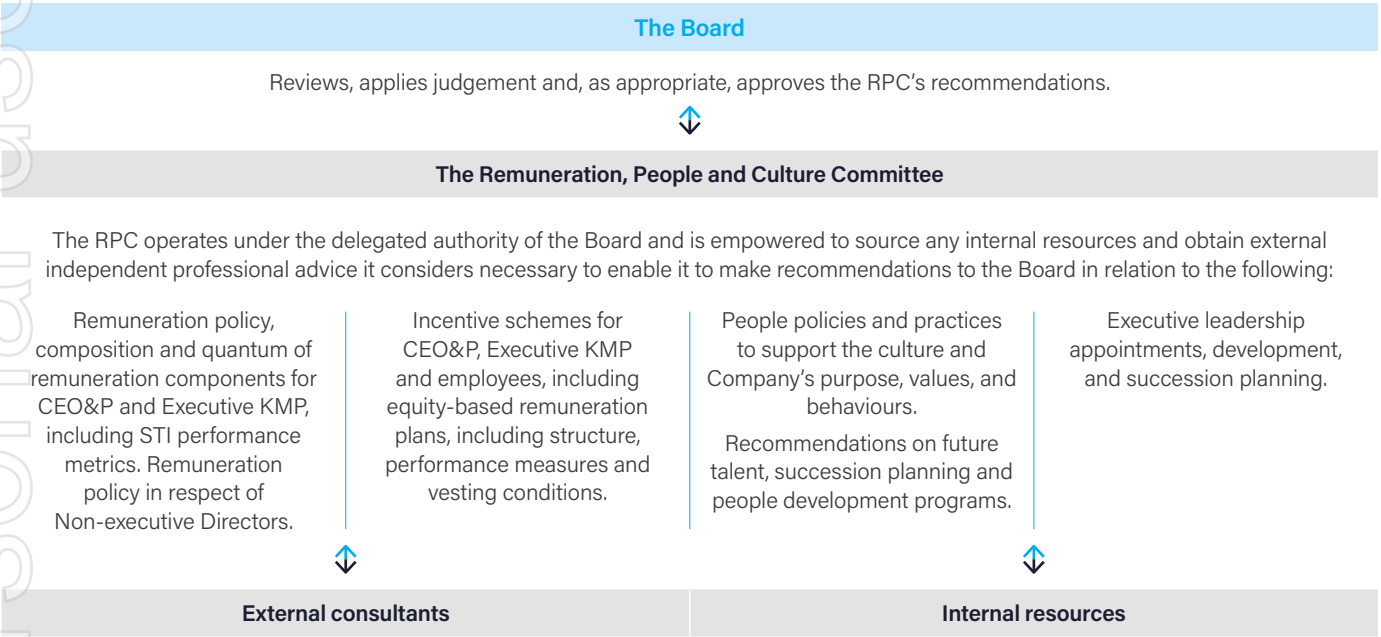 The Board
Reviews, applies judgement and, as appropriate, approves the RPC's recommendations.
The Remuneration, People and Culture Committee
The RPC operates under the delegated authority of the Board and is empowered to source any internal resources and obtain external
independent professional advice it considers necessary to enable it to make recommendations to the Board in relation to the following:
Remuneration policy,
composition and quantum of
remuneration components for
CEO&P and Executive KMP,
including STI performance
metrics. Remuneration
policy in respect of
Non-executive Directors.
Incentive schemes for
CEO&P, Executive KMP
and employees, including
equity-based remuneration
plans, including structure,
performance measures and
vesting conditions.
People policies and practices
to support the culture and
Company's purpose, values, and
behaviours.
Recommendations on future
talent, succession planning and
people development programs.
Executive leadership
appointments, development,
and succession planning.
External consultants
Internal resources